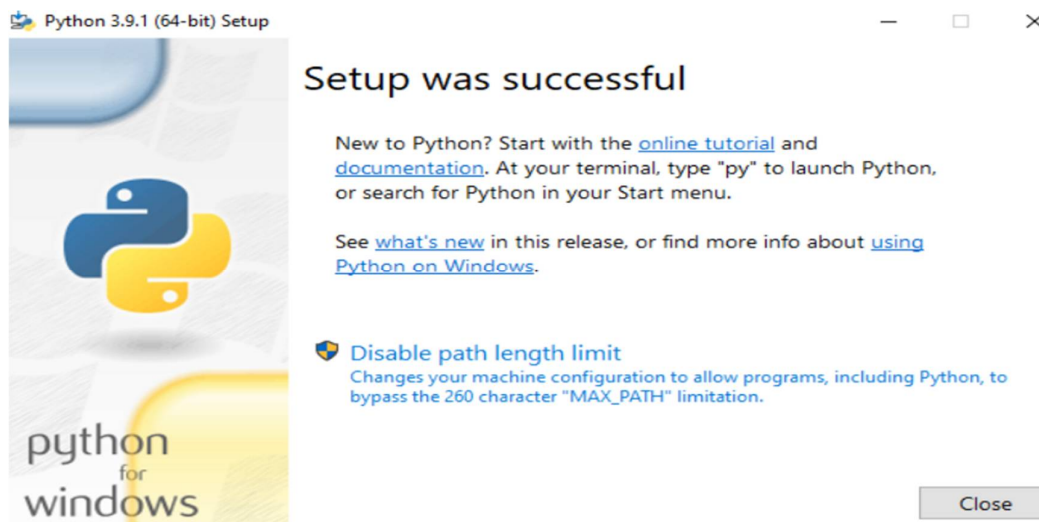 Python 3.9.1 (64-bit) Setup
Setup was successful
New to Python? Start with the online tutorial and
documentation. At your terminal, type "py" to launch Python,
or search for Python in your Start menu.
See what's new in this release, or find more info about using
Python on Windows.
Disable path length limit
Changes your machine configuration to allow programs, including Python, to
bypass the 260 character "MAX_PATH" limitation.
python
for
windows
Close